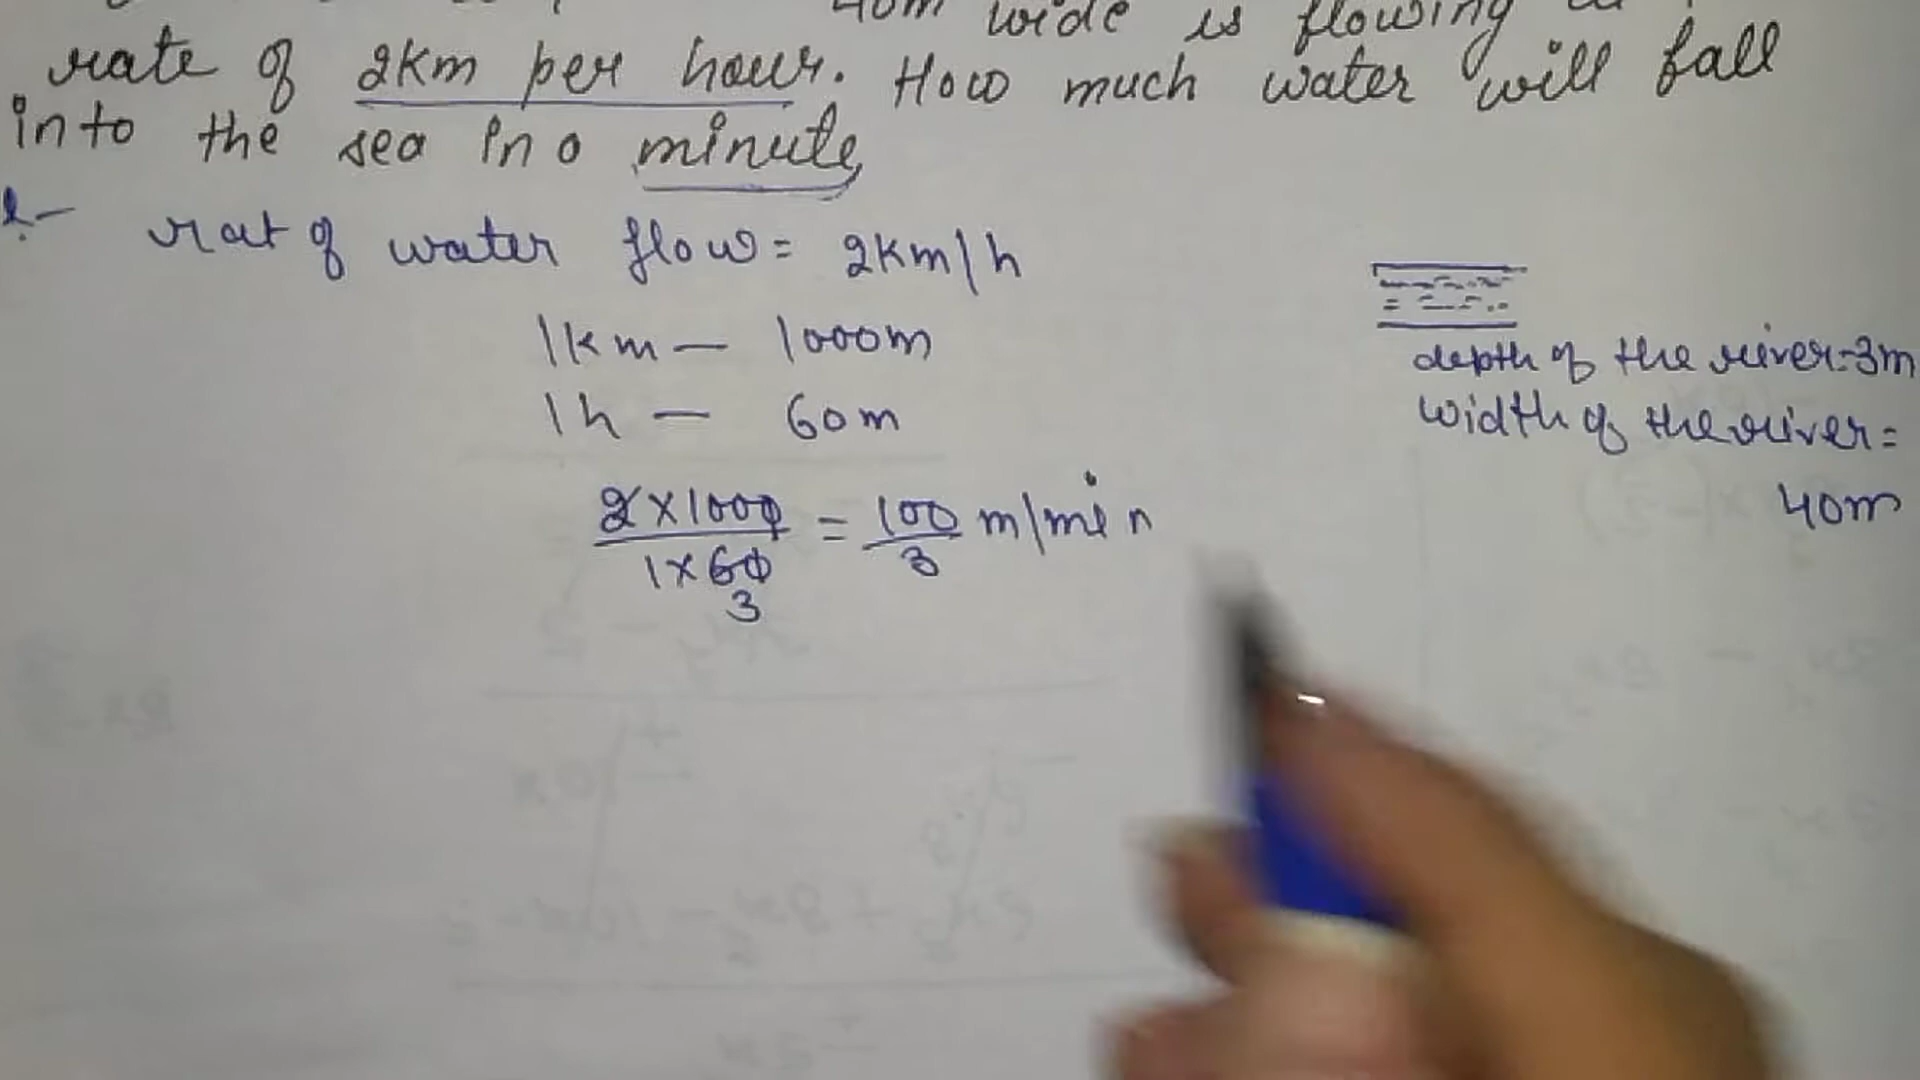 40m wide is flowing
rate of 2km per hour. How much water will fall
into the sea in a minute
rat of water flow = 2km/h
1km — 1000m
1h — 60m
2 x 1000 = 100 m/min
1 x 60 3
3
depth of the river-3m
width of the river =
40m